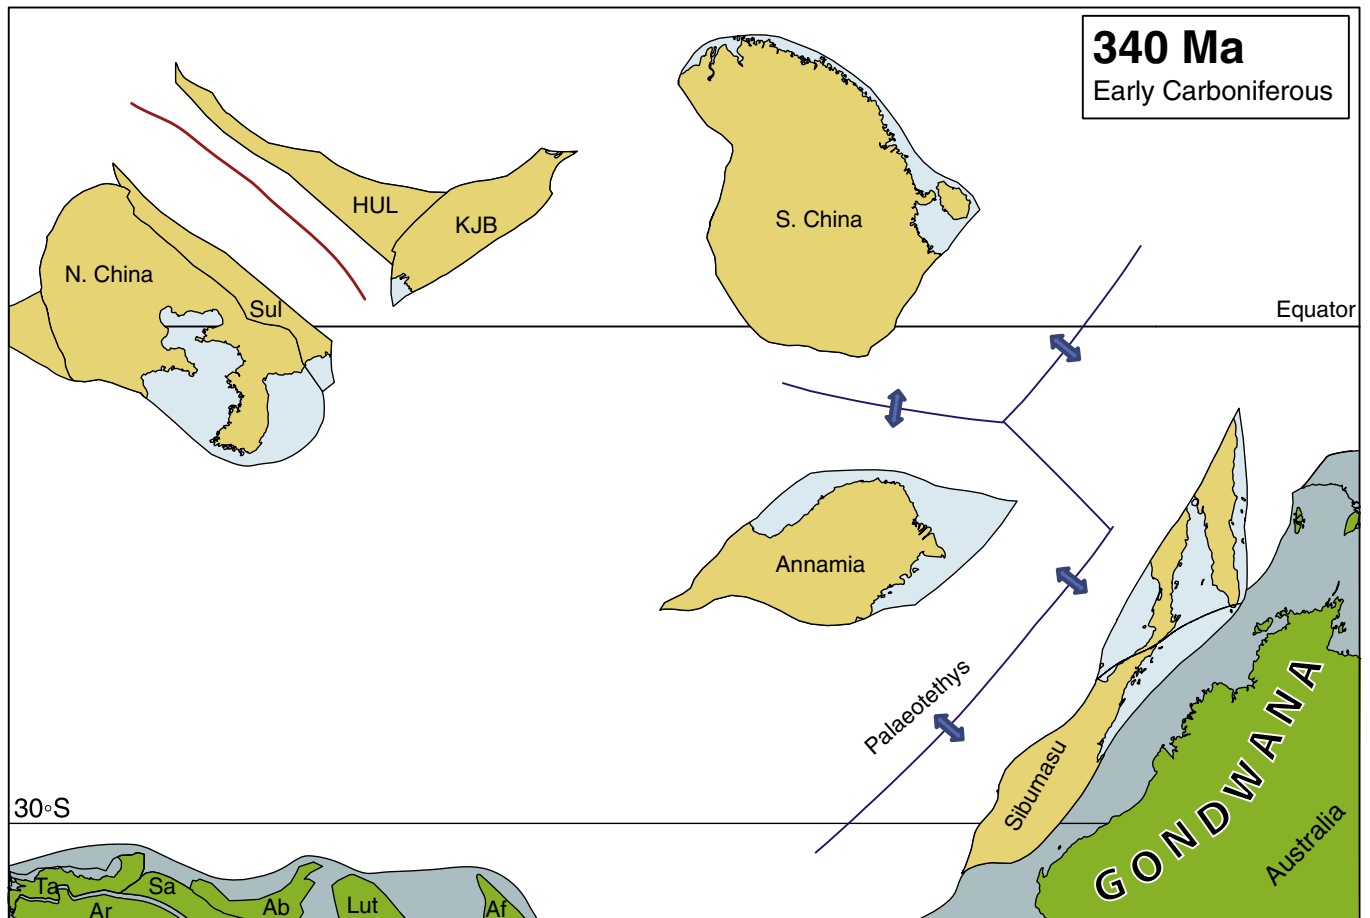 340 Ma
Early Carboniferous
HUL
KJB
S. China
N. China
Sul
Equator
Annamia
Palaeotethys
Sibumasu
GONDWANA
Australia
30°S
Ta
Sa
Ar
Ab
Lut
Af